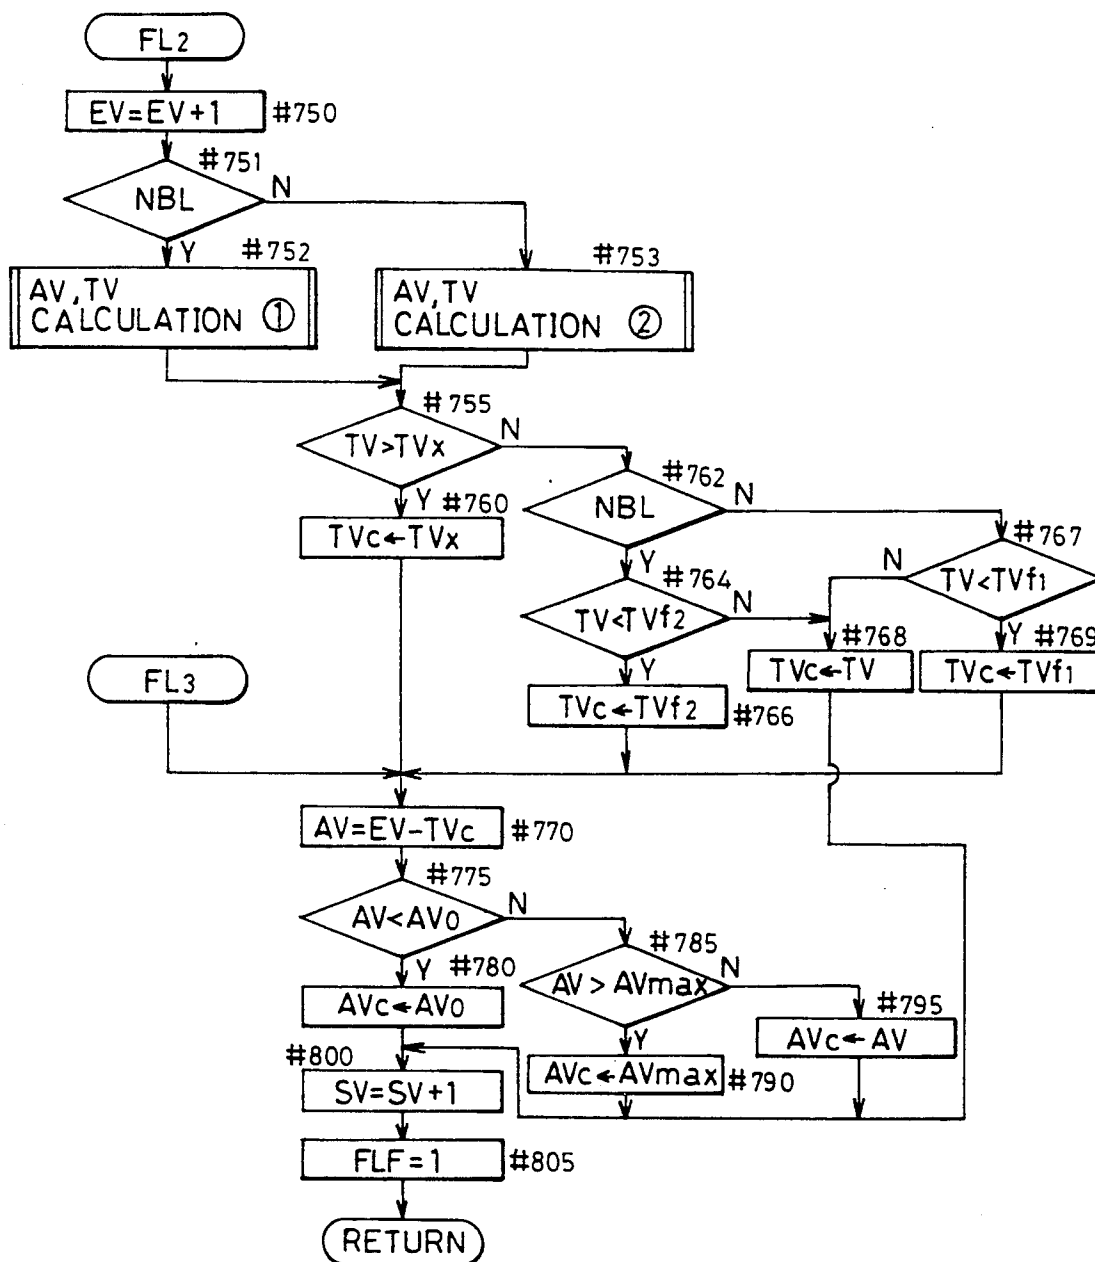 FL2
EV=EV+1 #750
#751
NBL N
Y #752
#753
AV,TV
CALCULATION ①
AV,TV
CALCULATION ②
#755
TV>TVx N
Y #760
TVc←TVx
#762
NBL N
Y #764
TV<TVf2 N
Y
TVc←TVf2 #766
#767
N TV<TVf1
Y #769
TVc←TVf1
#768
TVc←TV
FL3
AV=EV-TVc #770
#775
AV<AV0 N
Y #780
AVc←AV0
#785
AV>AVmax N
Y
AVc←AVmax #790
#795
AVc←AV
#800
SV=SV+1
FLF=1 #805
RETURN